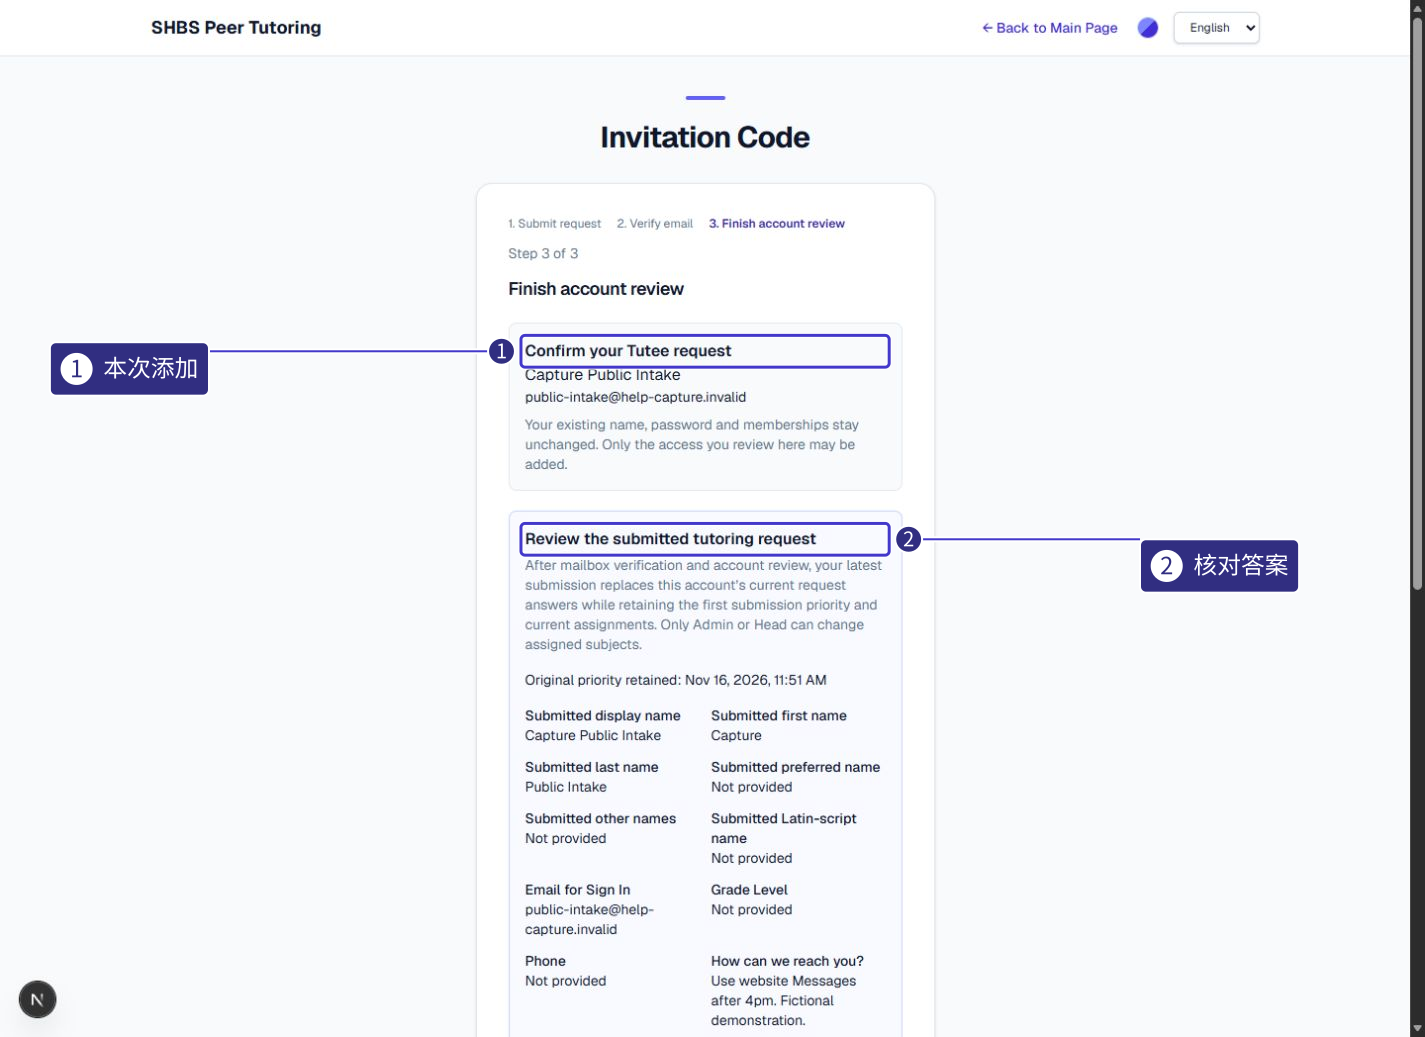 SHBS Peer Tutoring
← Back to Main Page
English
Invitation Code
1. Submit request 2. Verify email 3. Finish account review
Step 3 of 3
Finish account review
1 本次添加
1
Confirm your Tutee request
Capture Public Intake
public-intake@help-capture.invalid
Your existing name, password and memberships stay
unchanged. Only the access you review here may be
added.
Review the submitted tutoring request
2
2 核对答案
After mailbox verification and account review, your latest
submission replaces this account's current request
answers while retaining the first submission priority and
current assignments. Only Admin or Head can change
assigned subjects.
Original priority retained: Nov 16, 2026, 11:51 AM
Submitted display name
Capture Public Intake
Submitted first name
Capture
Submitted last name
Public Intake
Submitted preferred name
Not provided
Submitted other names
Not provided
Submitted Latin-script
name
Not provided
Email for Sign In
public-intake@help-
capture.invalid
Grade Level
Not provided
Phone
Not provided
How can we reach you?
Use website Messages
after 4pm. Fictional
demonstration.
N